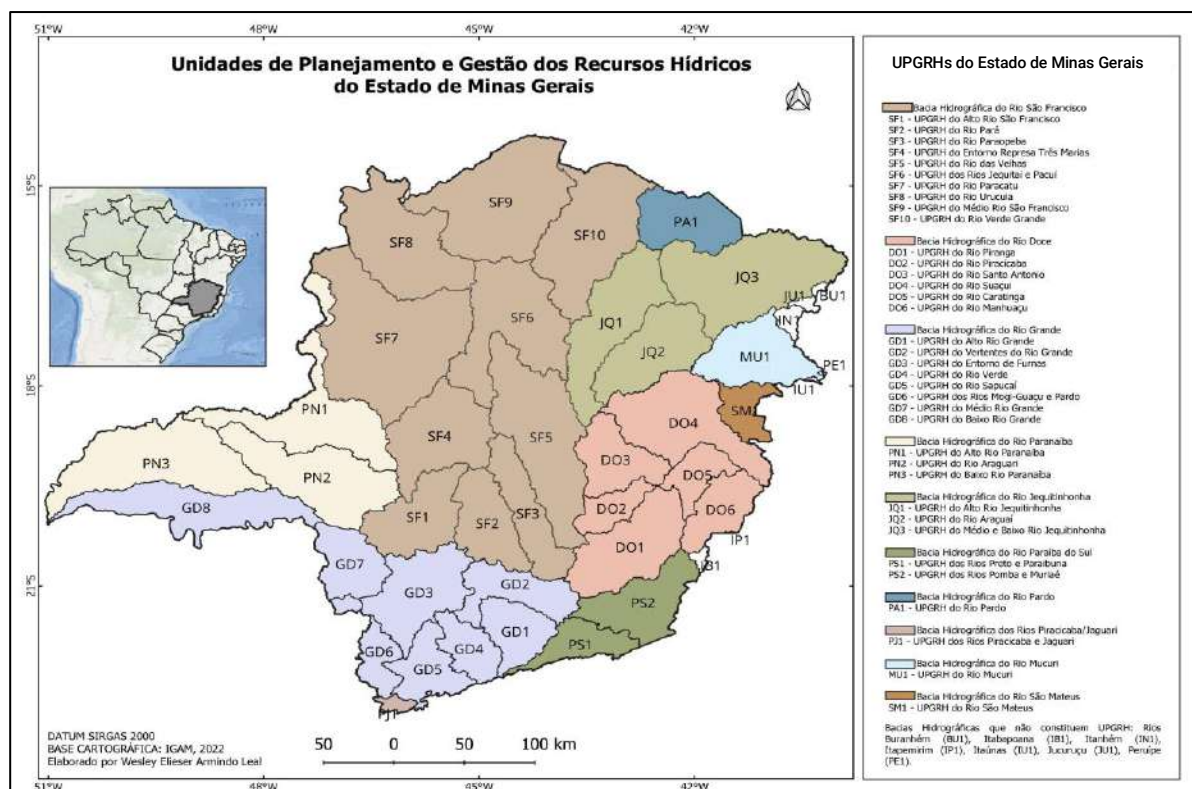 51°W
48°W
45°W
42°W
Unidades de Planejamento e Gestão dos Recursos Hídricos
do Estado de Minas Gerais
15°S
18°S
21°S
SF9
SF8
SF10
PA1
JQ3
JU1
BU1
IN1
SF6
JQ1
SF7
JQ2
MU1
PE1
IU1
PN1
SM1
DO4
SF4
SF5
PN3
DO3
PN2
DO5
GD8
SF1
SF2
SF3
DO2
DO6
DO1
IP1
IB1
GD7
GD3
GD2
PS2
GD1
PS1
GD6
GD4
GD5
PJ1
DATUM SIRGAS 2000
BASE CARTOGRÁFICA: IGAM, 2022
Elaborado por Wesley Elieser Armindo Leal
50 0 50 100 km
51°W
48°W
45°W
42°W
UPGRHs do Estado de Minas Gerais
Bacia Hidrográfica do Rio São Francisco
SF1 - UPGRH do Alto Rio São Francisco
SF2 - UPGRH do Rio Pará
SF3 - UPGRH do Rio Paraopeba
SF4 - UPGRH do Entorno Represa Três Marias
SF5 - UPGRH do Rio das Velhas
SF6 - UPGRH dos Rios Jequitaí e Pacuí
SF7 - UPGRH do Rio Paracatu
SF8 - UPGRH do Rio Urucuia
SF9 - UPGRH do Médio Rio São Francisco
SF10 - UPGRH do Rio Verde Grande
Bacia Hidrográfica do Rio Doce
DO1 - UPGRH do Rio Piranga
DO2 - UPGRH do Rio Piracicaba
DO3 - UPGRH do Rio Santo Antonio
DO4 - UPGRH do Rio Suaçuí
DO5 - UPGRH do Rio Caratinga
DO6 - UPGRH do Rio Manhuaçu
Bacia Hidrográfica do Rio Grande
GD1 - UPGRH do Alto Rio Grande
GD2 - UPGRH do Vertentes do Rio Grande
GD3 - UPGRH do Entorno de Furnas
GD4 - UPGRH do Rio Verde
GD5 - UPGRH do Rio Sapucaí
GD6 - UPGRH dos Rios Mogi-Guaçu e Pardo
GD7 - UPGRH do Médio Rio Grande
GD8 - UPGRH do Baixo Rio Grande
Bacia Hidrográfica do Rio Paranaíba
PN1 - UPGRH do Alto Rio Paranaíba
PN2 - UPGRH do Rio Araguari
PN3 - UPGRH do Baixo Rio Paranaíba
Bacia Hidrográfica do Rio Jequitinhonha
JQ1 - UPGRH do Alto Rio Jequitinhonha
JQ2 - UPGRH do Rio Araçuaí
JQ3 - UPGRH do Médio e Baixo Rio Jequitinhonha
Bacia Hidrográfica do Rio Paraíba do Sul
PS1 - UPGRH dos Rios Preto e Paraibuna
PS2 - UPGRH dos Rios Pomba e Muriaé
Bacia Hidrográfica do Rio Pardo
PA1 - UPGRH do Rio Pardo
Bacia Hidrográfica dos Rios Piracicaba/Jaguari
PJ1 - UPGRH dos Rios Piracicaba e Jaguari
Bacia Hidrográfica do Rio Mucuri
MU1 - UPGRH do Rio Mucuri
Bacia Hidrográfica do Rio São Mateus
SM1 - UPGRH do Rio São Mateus
Bacias Hidrográficas que não constituem UPGRH: Rios
Buranhém (BU1), Itabapoana (IB1), Itanhém (IN1),
Itapemirim (IP1), Itaúnas (IU1), Jucuruçu (JU1), Peruípe
(PE1).